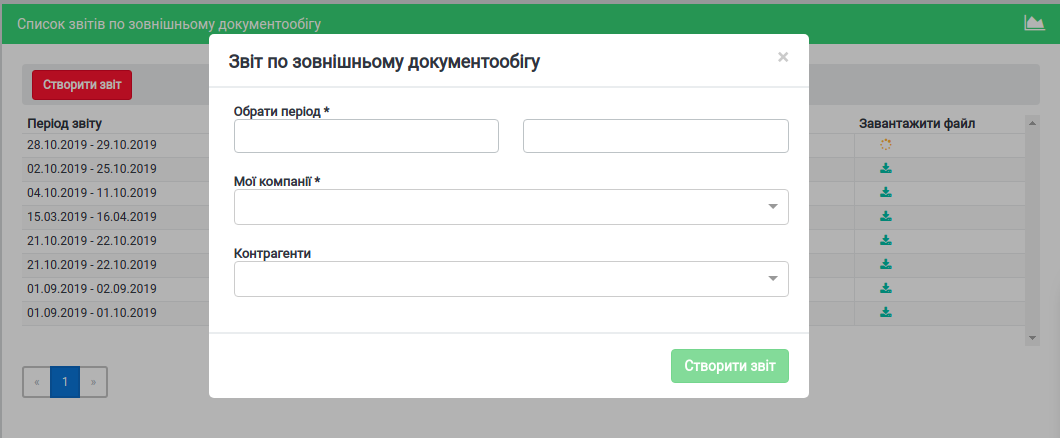 Список звітів по зовнішньому документообігу
Звіт по зовнішньому документообігу
×
Створити звіт
Обрати період *
Період звіту
Завантажити файл
28.10.2019 - 29.10.2019
02.10.2019 - 25.10.2019
Мої компанії *
04.10.2019 - 11.10.2019
15.03.2019 - 16.04.2019
21.10.2019 - 22.10.2019
Контрагенти
21.10.2019 - 22.10.2019
01.09.2019 - 02.09.2019
01.09.2019 - 01.10.2019
Створити звіт
« 1 »